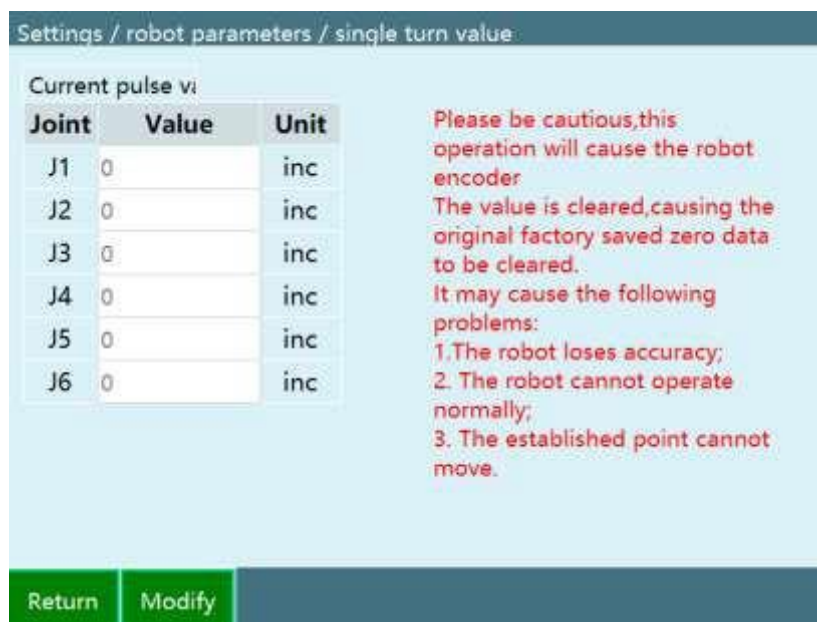 Settings / robot parameters / single turn value
Current pulse
Joint Value Unit
J1 0 inc
J2 0 inc
J3 0 inc
J4 0 inc
J5 0 inc
J6 0 inc
Please be cautious,this
operation will cause the robot
encoder
The value is cleared,causing the
original factory saved zero data
to be cleared.
It may cause the following
problems:
1.The robot loses accuracy;
2. The robot cannot operate
normally;
3. The established point cannot
move.
Return Modify